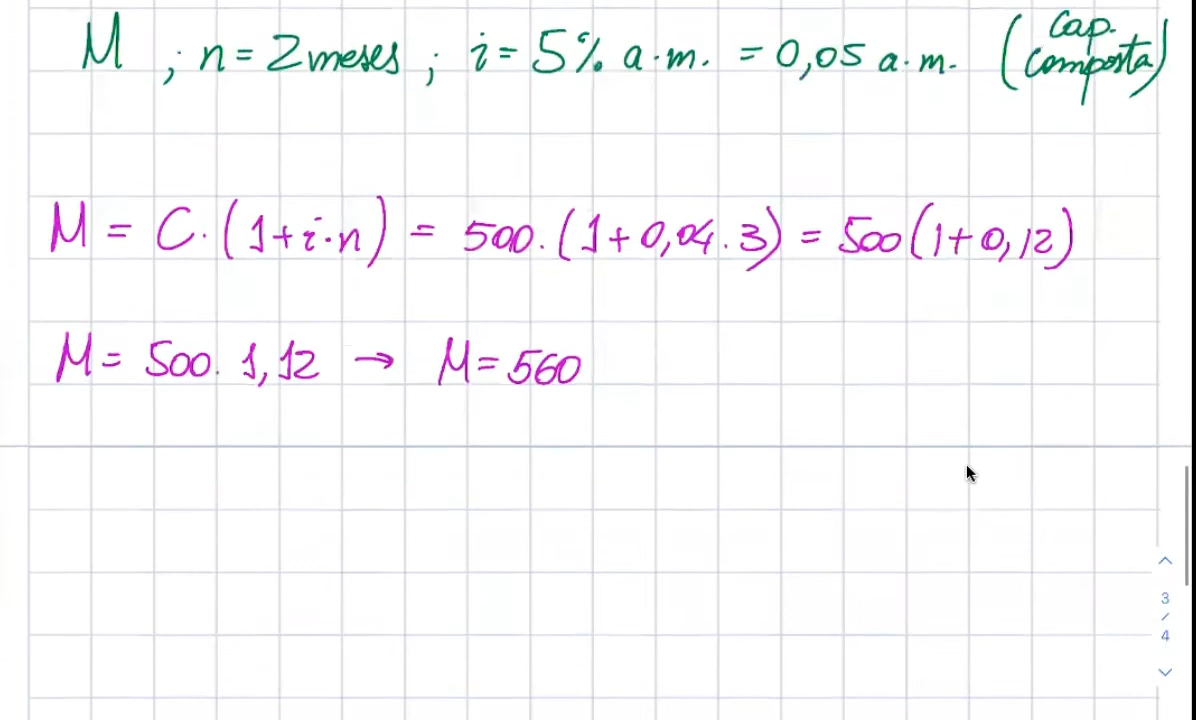 M ; n = 2 meses ; i = 5% a.m. = 0,05 a.m. (cap. composta)
M = C.(1+i.n) = 500.(1+0,04.3) = 500(1+0,12)
M = 500. 1,12 → M = 560
3
/
4